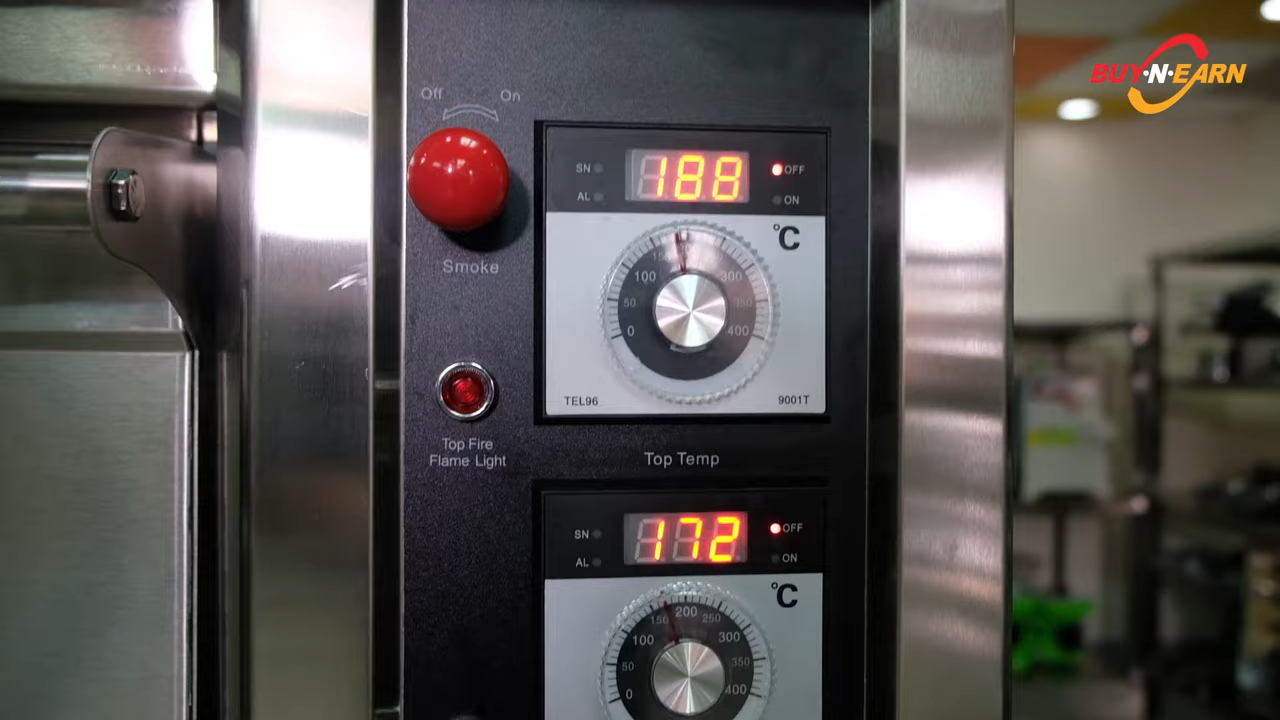 BUY·N·EARN
Off On
Smoke
Top Fire
Flame Light
SN 188 OFF
AL ON
°C
0 50 100 300 350 400
TEL96 9001T
Top Temp
SN 172 OFF
AL ON
°C
0 50 100 150 200 250 300 350 400